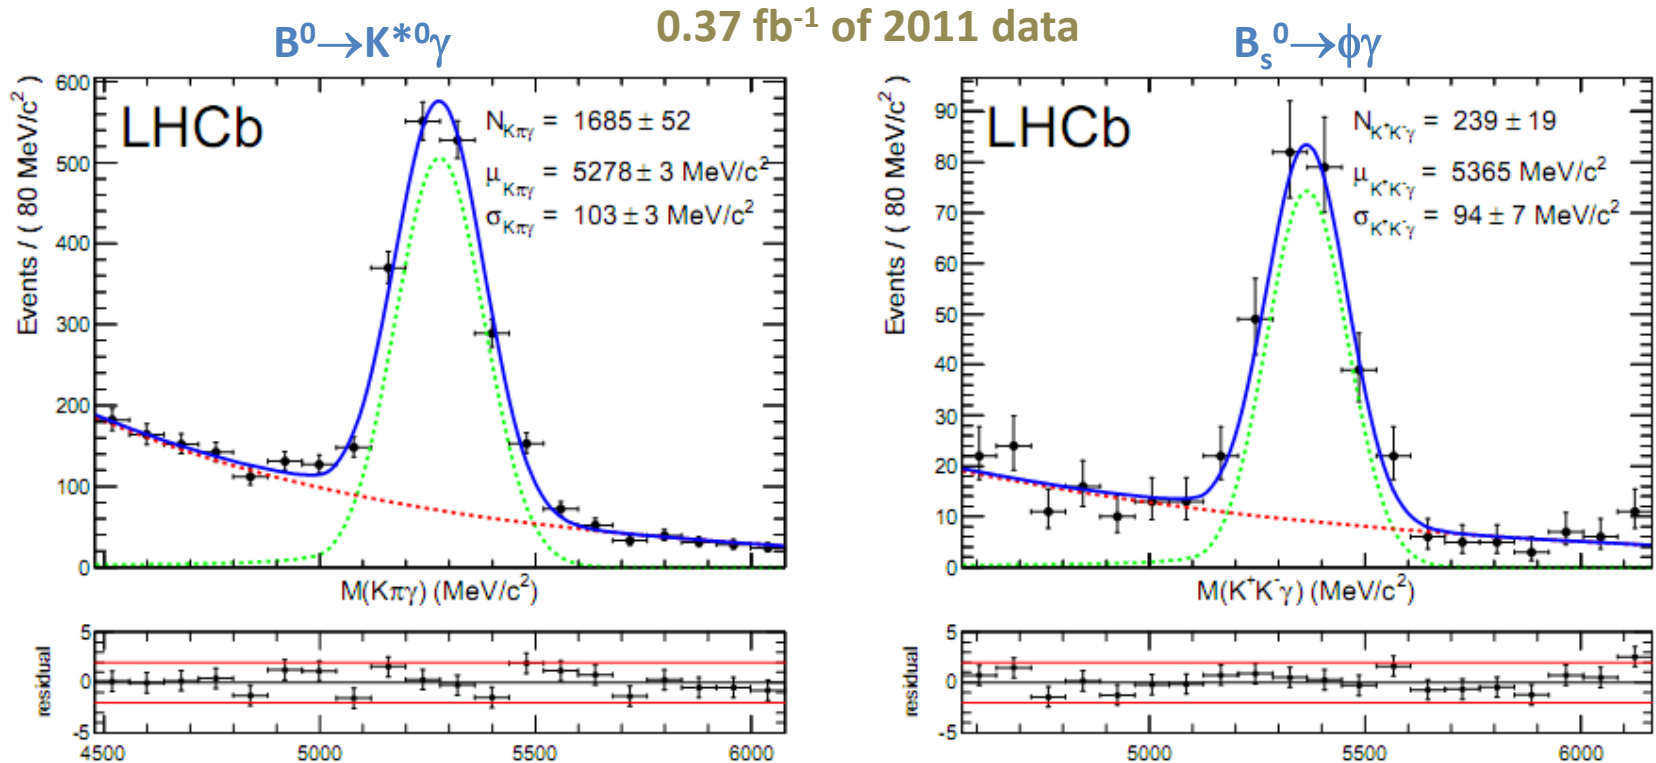 0.37 fb⁻¹ of 2011 data
B⁰→K*⁰γ
Bₛ⁰→ϕγ
Events / ( 80 MeV/c² )
600
500
400
300
200
100
0
LHCb
N_Kπγ = 1685 ± 52
μ_Kπγ = 5278 ± 3 MeV/c²
σ_Kπγ = 103 ± 3 MeV/c²
M(Kπγ) (MeV/c²)
residual
5
0
-5
4500 5000 5500 6000
Events / ( 80 MeV/c² )
90
80
70
60
50
40
30
20
10
0
LHCb
N_K⁺K⁻γ = 239 ± 19
μ_K⁺K⁻γ = 5365 MeV/c²
σ_K⁺K⁻γ = 94 ± 7 MeV/c²
M(K⁺K⁻γ) (MeV/c²)
residual
5
0
-5
5000 5500 6000